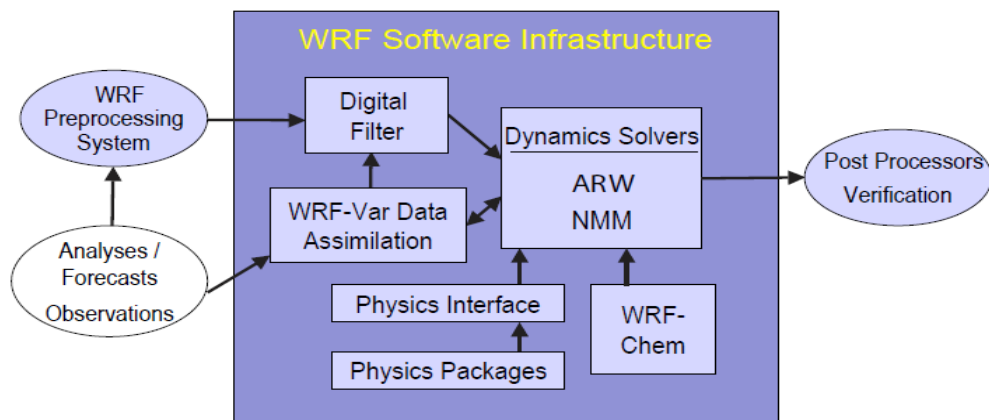 WRF Software Infrastructure
WRF
Preprocessing
System
Digital
Filter
Dynamics Solvers
ARW
NMM
Post Processors
Verification
WRF-Var Data
Assimilation
Analyses /
Forecasts
Observations
Physics Interface
WRF-
Chem
Physics Packages